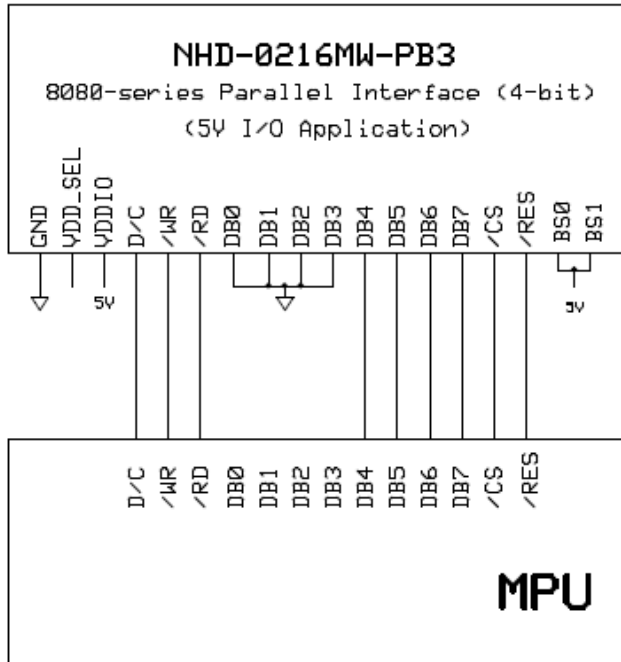 NHD-0216MW-PB3
8080-series Parallel Interface (4-bit)
(5V I/O Application)
GND VDD_SEL VDDIO D/C /WR /RD DB0 DB1 DB2 DB3 DB4 DB5 DB6 DB7 /CS /RES BS0 BS1
5V 5V
D/C /WR /RD DB0 DB1 DB2 DB3 DB4 DB5 DB6 DB7 /CS /RES
MPU